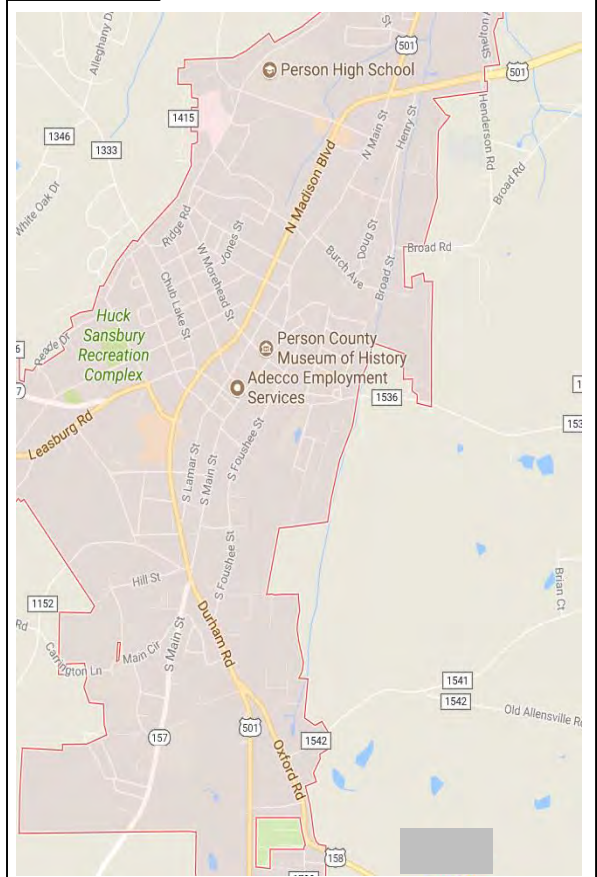 Alleghany Dr
501
Shelton A
Person High School
501
1415
1346
1333
N Main St
Henry St
Henderson Rd
White Oak Dr
N Madison Blvd
Broad Rd
Ridge Rd
Jones St
Doug St
W Morehead St
Burch Ave
Broad St
Broad Rd
Chub Lake St
Huck
Sansbury
Recreation
Complex
Reade Dr
Person County
Museum of History
Adecco Employment
Services
1536
Leasburg Rd
S Lamar St
S Main St
S Foushee St
Hill St
S Foushee St
1152
Brian Ct
Rd
Carrington Ln
Main Cir
S Main St
Durham Rd
1541
1542
Old Allensville R
157
501
1542
Oxford Rd
158